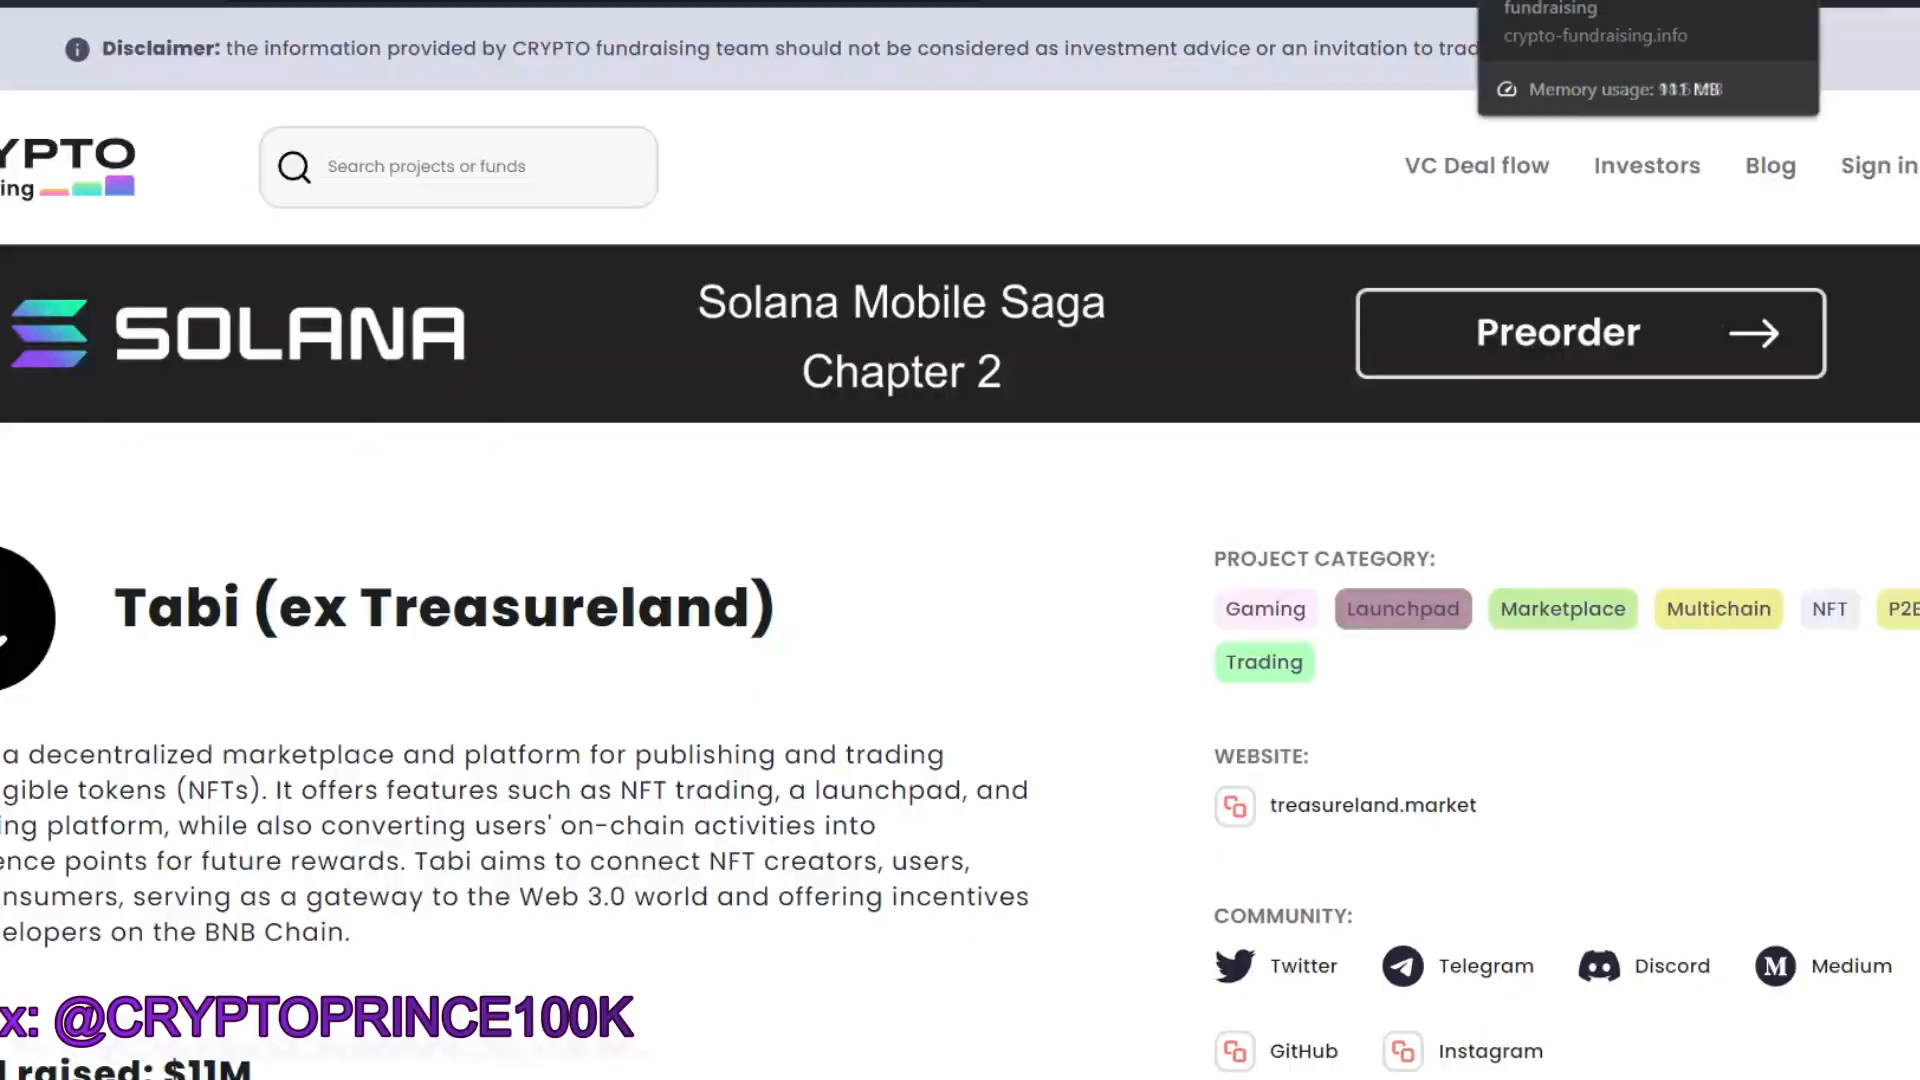 fundraising
crypto-fundraising.info
Disclaimer: the information provided by CRYPTO fundraising team should not be considered as investment advice or an invitation to trad
Memory usage: MB
YPTO
ing
Search projects or funds
VC Deal flow
Investors
Blog
Sign in
SOLANA
Solana Mobile Saga
Chapter 2
Preorder
Tabi (ex Treasureland)
PROJECT CATEGORY:
Gaming
Launchpad
Marketplace
Multichain
NFT
P2E
Trading
a decentralized marketplace and platform for publishing and trading
gible tokens (NFTs). It offers features such as NFT trading, a launchpad, and
ing platform, while also converting users' on-chain activities into
ence points for future rewards. Tabi aims to connect NFT creators, users,
nsumers, serving as a gateway to the Web 3.0 world and offering incentives
elopers on the BNB Chain.
WEBSITE:
treasureland.market
COMMUNITY:
Twitter
Telegram
Discord
Medium
GitHub
Instagram
x: @CRYPTOPRINCE100K
l raised: $11M